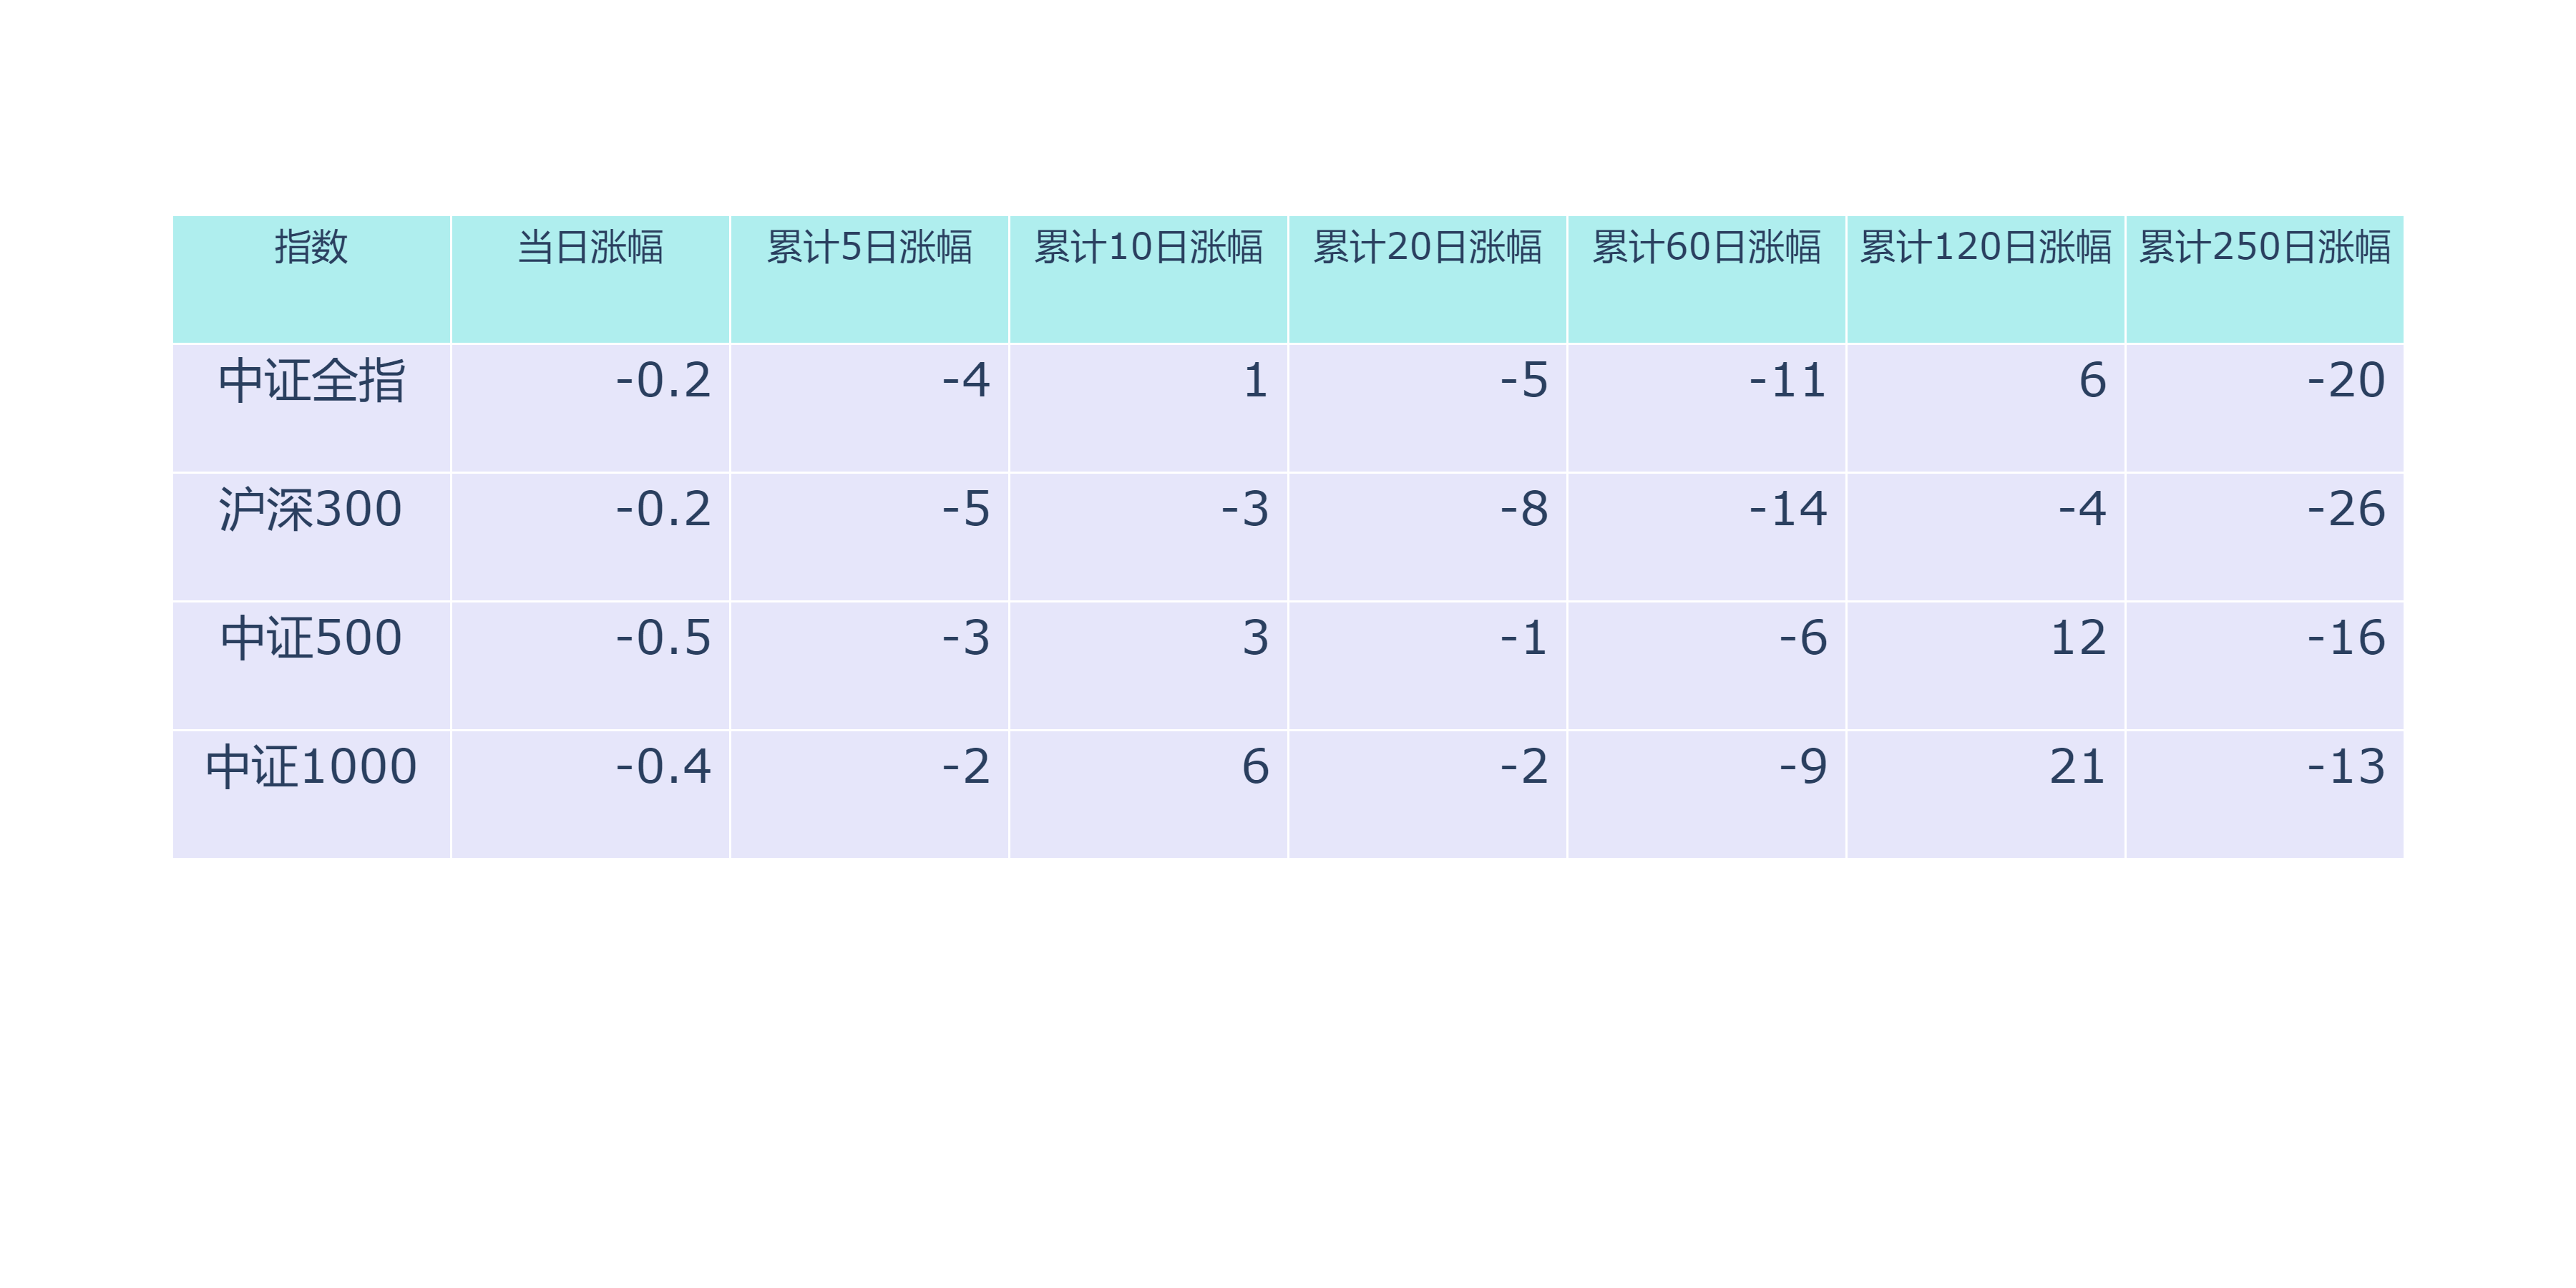 指数 当日涨幅 累计5日涨幅 累计10日涨幅 累计20日涨幅 累计60日涨幅 累计120日涨幅 累计250日涨幅
中证全指 -0.2 -4 1 -5 -11 6 -20
沪深300 -0.2 -5 -3 -8 -14 -4 -26
中证500 -0.5 -3 3 -1 -6 12 -16
中证1000 -0.4 -2 6 -2 -9 21 -13